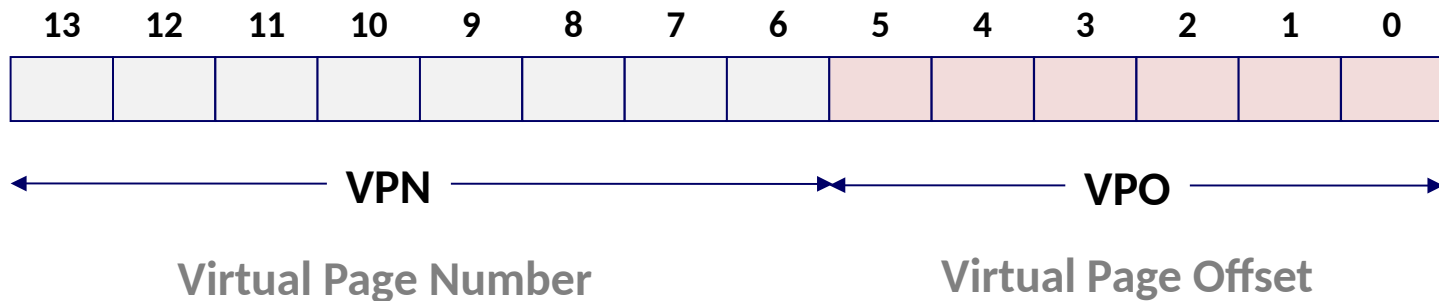 13 12 11 10 9 8 7 6 5 4 3 2 1 0
VPN VPO
Virtual Page Number Virtual Page Offset